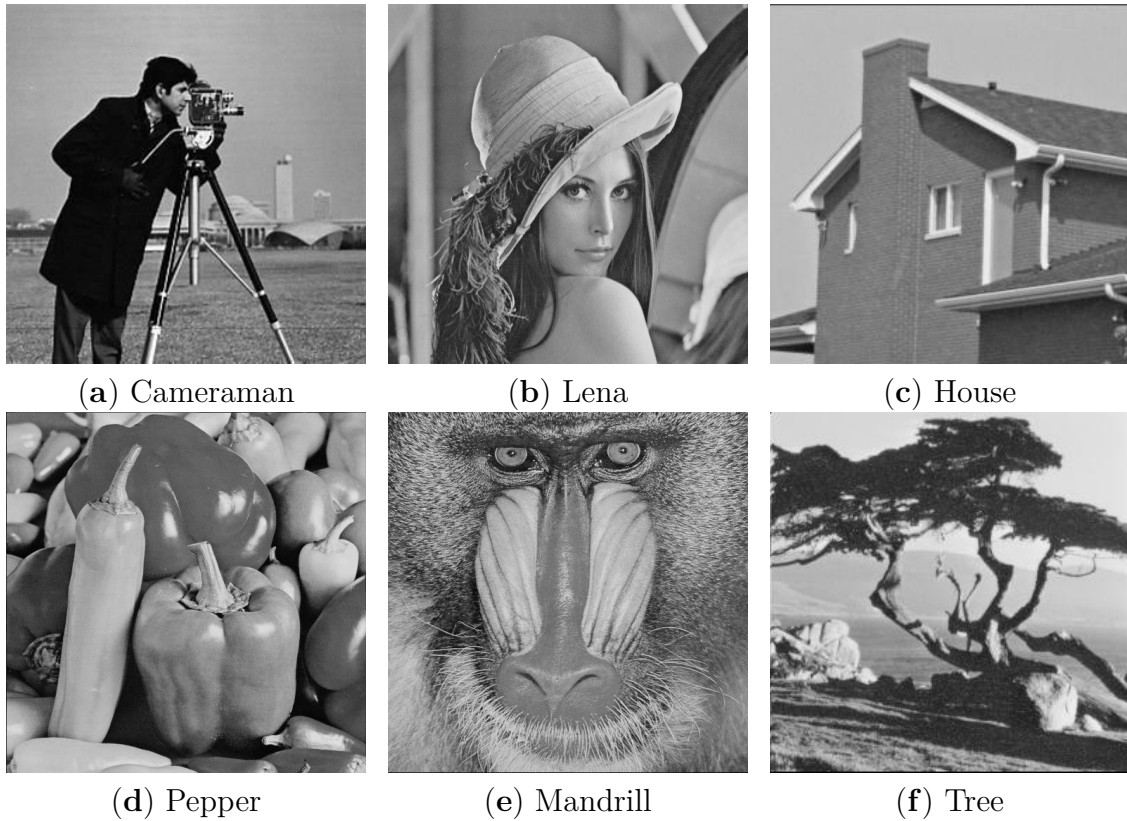 (a) Cameraman
(b) Lena
(c) House
(d) Pepper
(e) Mandrill
(f) Tree